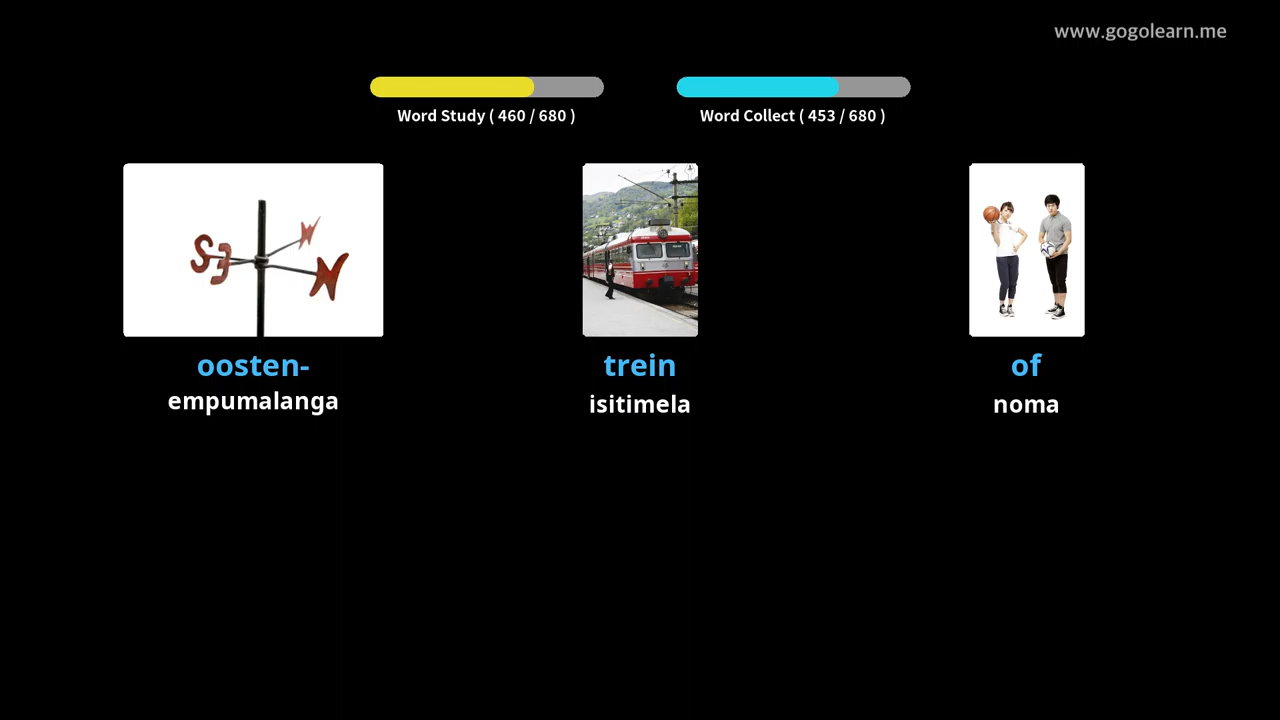 www.gogolearn.me
Word Study ( 460 / 680 )
Word Collect ( 453 / 680 )
S E N W
oosten-
trein
of
empumalanga
isitimela
noma